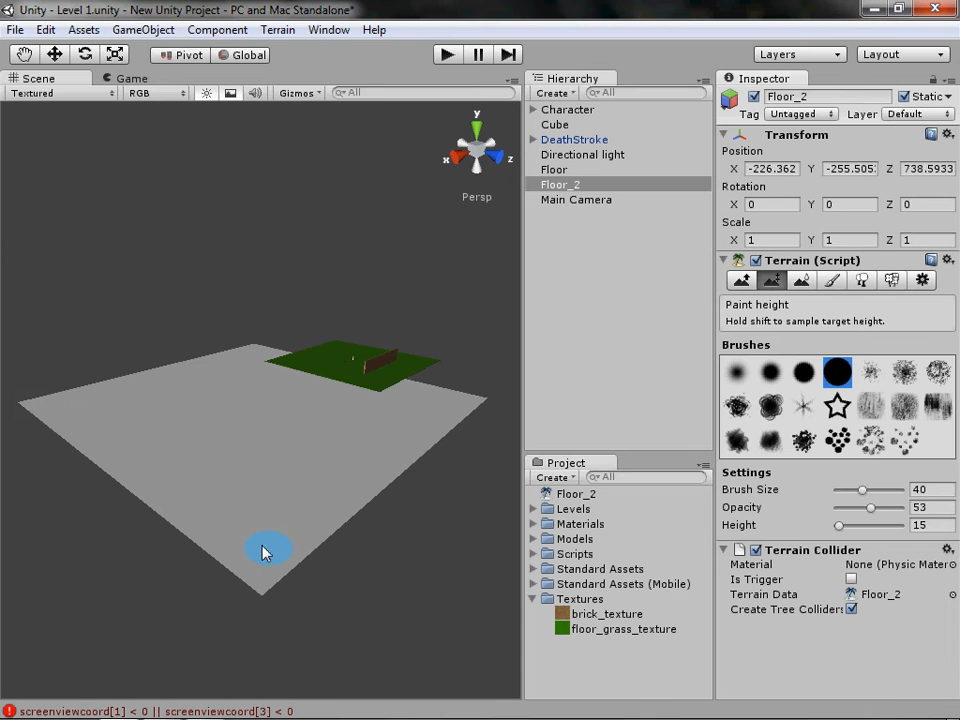 Unity - Level 1.unity - New Unity Project - PC and Mac Standalone*
File Edit Assets GameObject Component Terrain Window Help
Pivot Global Layers Layout
Scene Game
Textured RGB Gizmos All
y
x z
Persp
Hierarchy
Create All
Character
Cube
DeathStroke
Directional light
Floor
Floor_2
Main Camera
Project
Create All
Floor_2
Levels
Materials
Models
Scripts
Standard Assets
Standard Assets (Mobile)
Textures
brick_texture
floor_grass_texture
Inspector
Floor_2 Static
Tag Untagged Layer Default
Transform
Position
X -226.362 Y -255.505 Z 738.5933
Rotation
X 0 Y 0 Z 0
Scale
X 1 Y 1 Z 1
Terrain (Script)
Paint height
Hold shift to sample target height.
Brushes
Settings
Brush Size 40
Opacity 53
Height 15
Terrain Collider
Material None (Physic Mater
Is Trigger
Terrain Data Floor_2
Create Tree Colliders
screenviewcoord[1] < 0 || screenviewcoord[3] < 0